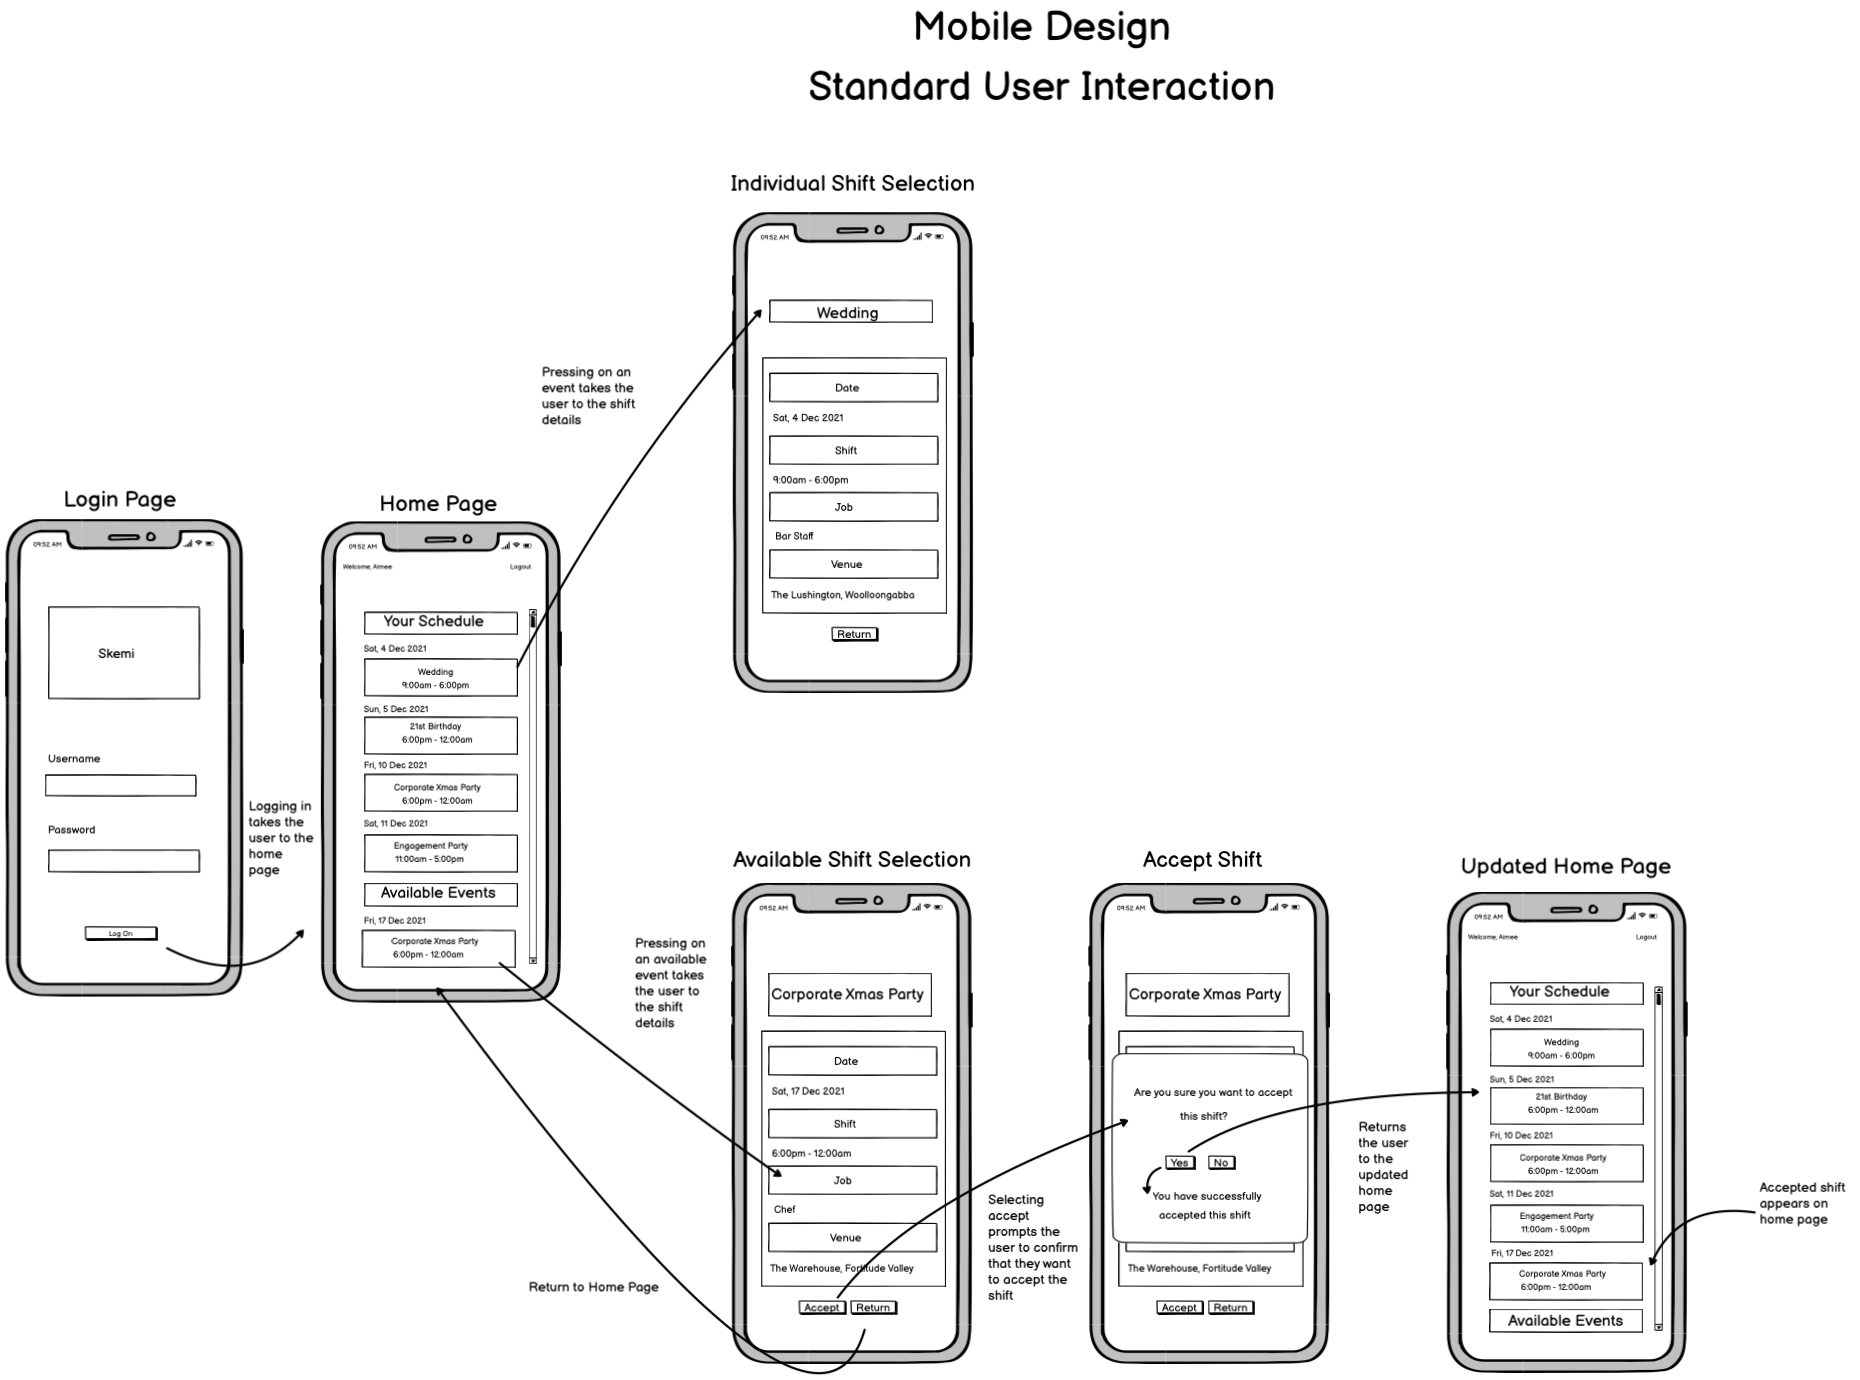 Mobile Design
Standard User Interaction
Individual Shift Selection
09:52 AM
Wedding
Date
Sat, 4 Dec 2021
Shift
9:00am - 6:00pm
Job
Bar Staff
Venue
The Lushington, Woolloongabba
Return
Pressing on an
event takes the
user to the shift
details
Login Page
09:52 AM
Skemi
Username
Password
Log On
Logging in
takes the
user to the
home
page
Home Page
09:52 AM
Welcome, Aimee
Logout
Your Schedule
Sat, 4 Dec 2021
Wedding
9:00am - 6:00pm
Sun, 5 Dec 2021
21st Birthday
6:00pm - 12:00am
Fri, 10 Dec 2021
Corporate Xmas Party
6:00pm - 12:00am
Sat, 11 Dec 2021
Engagement Party
11:00am - 5:00pm
Available Events
Fri, 17 Dec 2021
Corporate Xmas Party
6:00pm - 12:00am
Pressing on
an available
event takes
the user to
the shift
details
Return to Home Page
Available Shift Selection
09:52 AM
Corporate Xmas Party
Date
Sat, 17 Dec 2021
Shift
6:00pm - 12:00am
Job
Chef
Venue
The Warehouse, Fortitude Valley
Accept
Return
Selecting
accept
prompts the
user to confirm
that they want
to accept the
shift
Accept Shift
09:52 AM
Corporate Xmas Party
Are you sure you want to accept
this shift?
Yes
No
You have successfully
accepted this shift
The Warehouse, Fortitude Valley
Accept
Return
Returns
the user
to the
updated
home
page
Updated Home Page
09:52 AM
Welcome, Aimee
Logout
Your Schedule
Sat, 4 Dec 2021
Wedding
9:00am - 6:00pm
Sun, 5 Dec 2021
21st Birthday
6:00pm - 12:00am
Fri, 10 Dec 2021
Corporate Xmas Party
6:00pm - 12:00am
Sat, 11 Dec 2021
Engagement Party
11:00am - 5:00pm
Fri, 17 Dec 2021
Corporate Xmas Party
6:00pm - 12:00am
Available Events
Accepted shift
appears on
home page